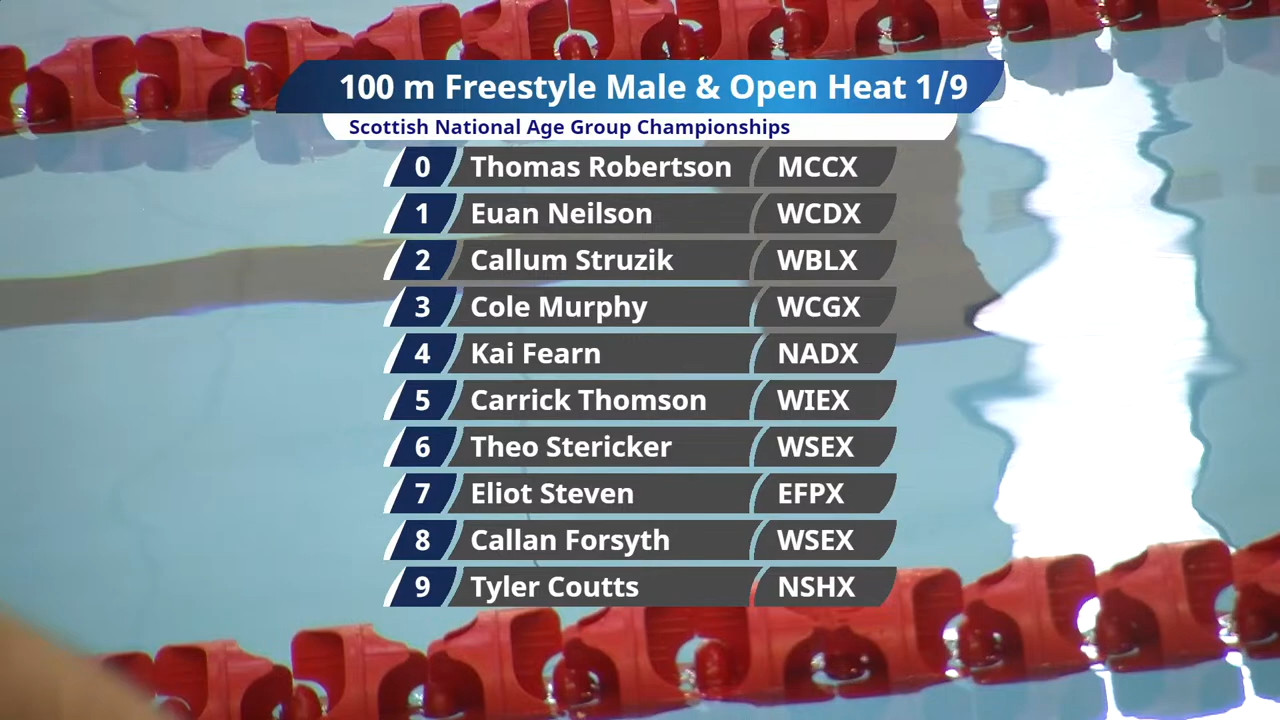 100 m Freestyle Male & Open Heat 1/9
Scottish National Age Group Championships
0 Thomas Robertson MCCX
1 Euan Neilson WCDX
2 Callum Struzik WBLX
3 Cole Murphy WCGX
4 Kai Fearn NADX
5 Carrick Thomson WIEX
6 Theo Stericker WSEX
7 Eliot Steven EFPX
8 Callan Forsyth WSEX
9 Tyler Coutts NSHX